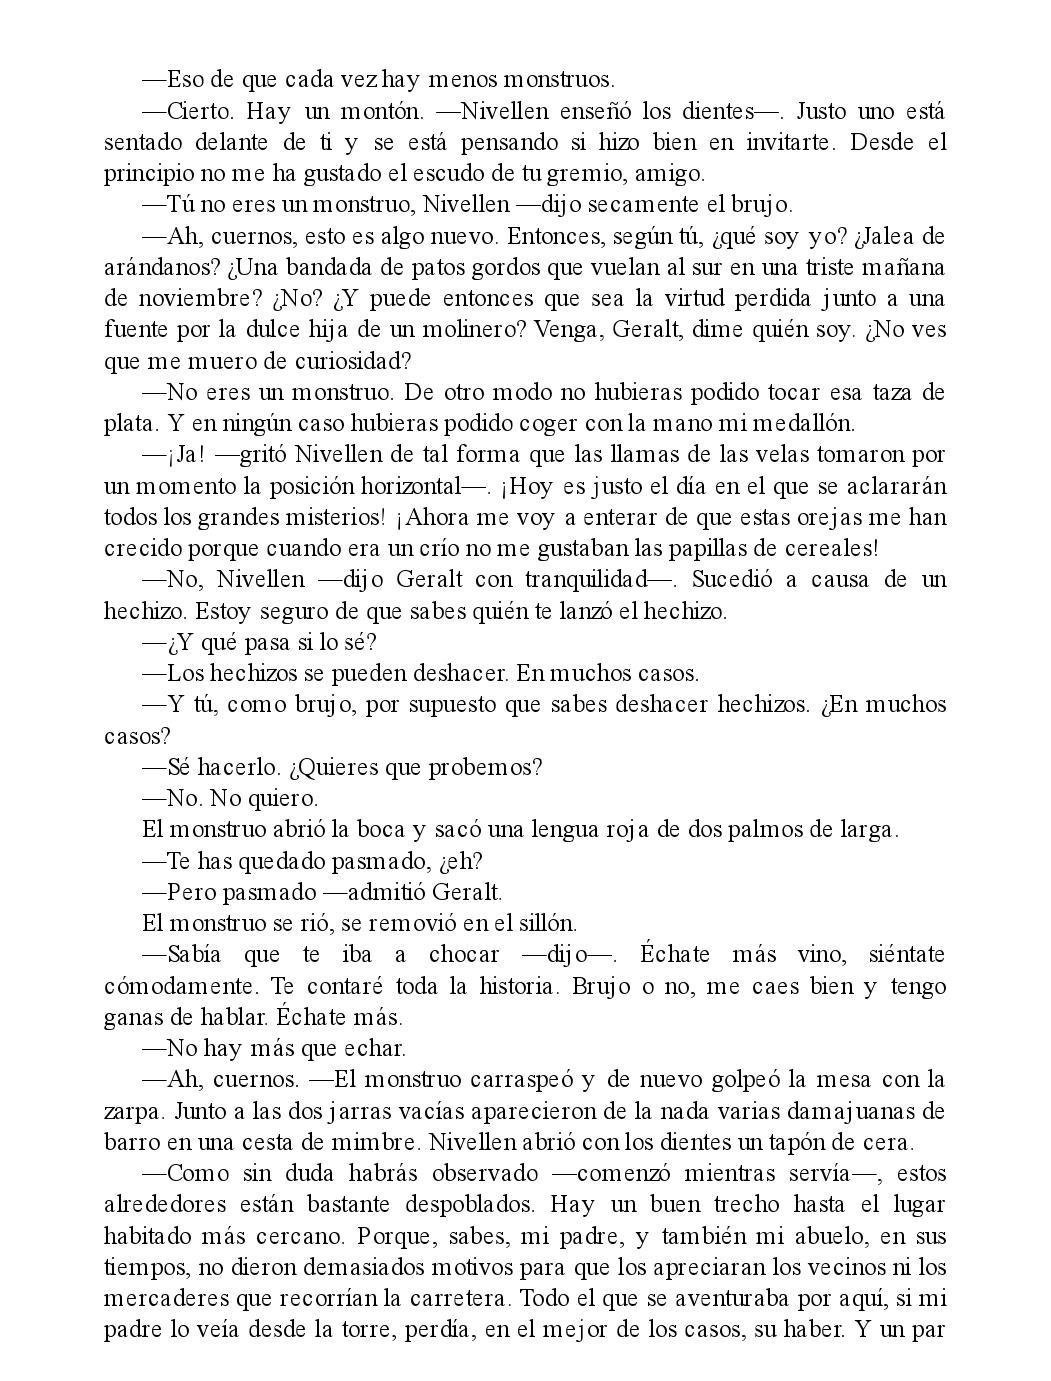 —Eso de que cada vez hay menos monstruos.
—Cierto. Hay un montón. —Nivellen enseñó los dientes—. Justo uno está
sentado delante de ti y se está pensando si hizo bien en invitarte. Desde el
principio no me ha gustado el escudo de tu gremio, amigo.
—Tú no eres un monstruo, Nivellen —dijo secamente el brujo.
—Ah, cuernos, esto es algo nuevo. Entonces, según tú, ¿qué soy yo? ¿Jalea de
arándanos? ¿Una bandada de patos gordos que vuelan al sur en una triste mañana
de noviembre? ¿No? ¿Y puede entonces que sea la virtud perdida junto a una
fuente por la dulce hija de un molinero? Venga, Geralt, dime quién soy. ¿No ves
que me muero de curiosidad?
—No eres un monstruo. De otro modo no hubieras podido tocar esa taza de
plata. Y en ningún caso hubieras podido coger con la mano mi medallón.
—¡Ja! —gritó Nivellen de tal forma que las llamas de las velas tomaron por
un momento la posición horizontal—. ¡Hoy es justo el día en el que se aclararán
todos los grandes misterios! ¡Ahora me voy a enterar de que estas orejas me han
crecido porque cuando era un crío no me gustaban las papillas de cereales!
—No, Nivellen —dijo Geralt con tranquilidad—. Sucedió a causa de un
hechizo. Estoy seguro de que sabes quién te lanzó el hechizo.
—¿Y qué pasa si lo sé?
—Los hechizos se pueden deshacer. En muchos casos.
—Y tú, como brujo, por supuesto que sabes deshacer hechizos. ¿En muchos
casos?
—Sé hacerlo. ¿Quieres que probemos?
—No. No quiero.
El monstruo abrió la boca y sacó una lengua roja de dos palmos de larga.
—Te has quedado pasmado, ¿eh?
—Pero pasmado —admitió Geralt.
El monstruo se rió, se removió en el sillón.
—Sabía que te iba a chocar —dijo—. Échate más vino, siéntate
cómodamente. Te contaré toda la historia. Brujo o no, me caes bien y tengo
ganas de hablar. Échate más.
—No hay más que echar.
—Ah, cuernos. —El monstruo carraspeó y de nuevo golpeó la mesa con la
zarpa. Junto a las dos jarras vacías aparecieron de la nada varias damajuanas de
barro en una cesta de mimbre. Nivellen abrió con los dientes un tapón de cera.
—Como sin duda habrás observado —comenzó mientras servía—, estos
alrededores están bastante despoblados. Hay un buen trecho hasta el lugar
habitado más cercano. Porque, sabes, mi padre, y también mi abuelo, en sus
tiempos, no dieron demasiados motivos para que los apreciaran los vecinos ni los
mercaderes que recorrían la carretera. Todo el que se aventuraba por aquí, si mi
padre lo veía desde la torre, perdía, en el mejor de los casos, su haber. Y un par